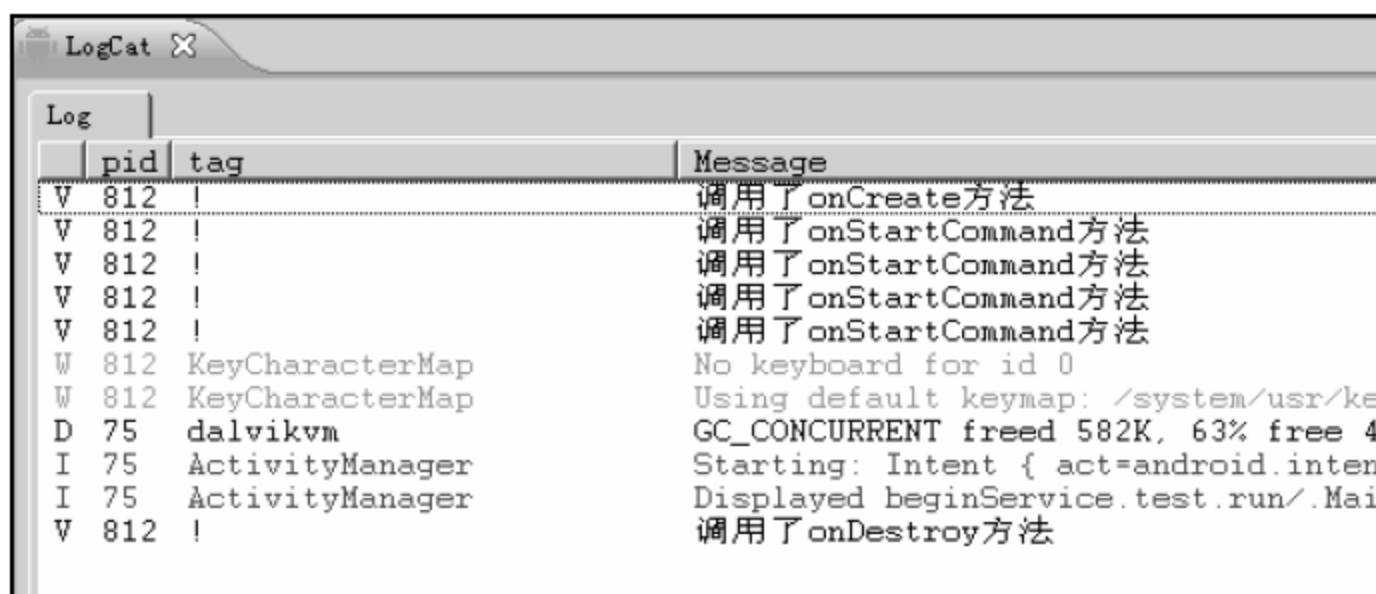 LogCat
Log
pid tag Message
V 812 ! 调用了onCreate方法
V 812 ! 调用了onStartCommand方法
V 812 ! 调用了onStartCommand方法
V 812 ! 调用了onStartCommand方法
V 812 ! 调用了onStartCommand方法
W 812 KeyCharacterMap No keyboard for id 0
W 812 KeyCharacterMap Using default keymap: /system/usr/ke
D 75 dalvikvm GC_CONCURRENT freed 582K, 63% free 4
I 75 ActivityManager Starting: Intent { act=android.inten
I 75 ActivityManager Displayed beginService.test.run/.Mai
V 812 ! 调用了onDestroy方法